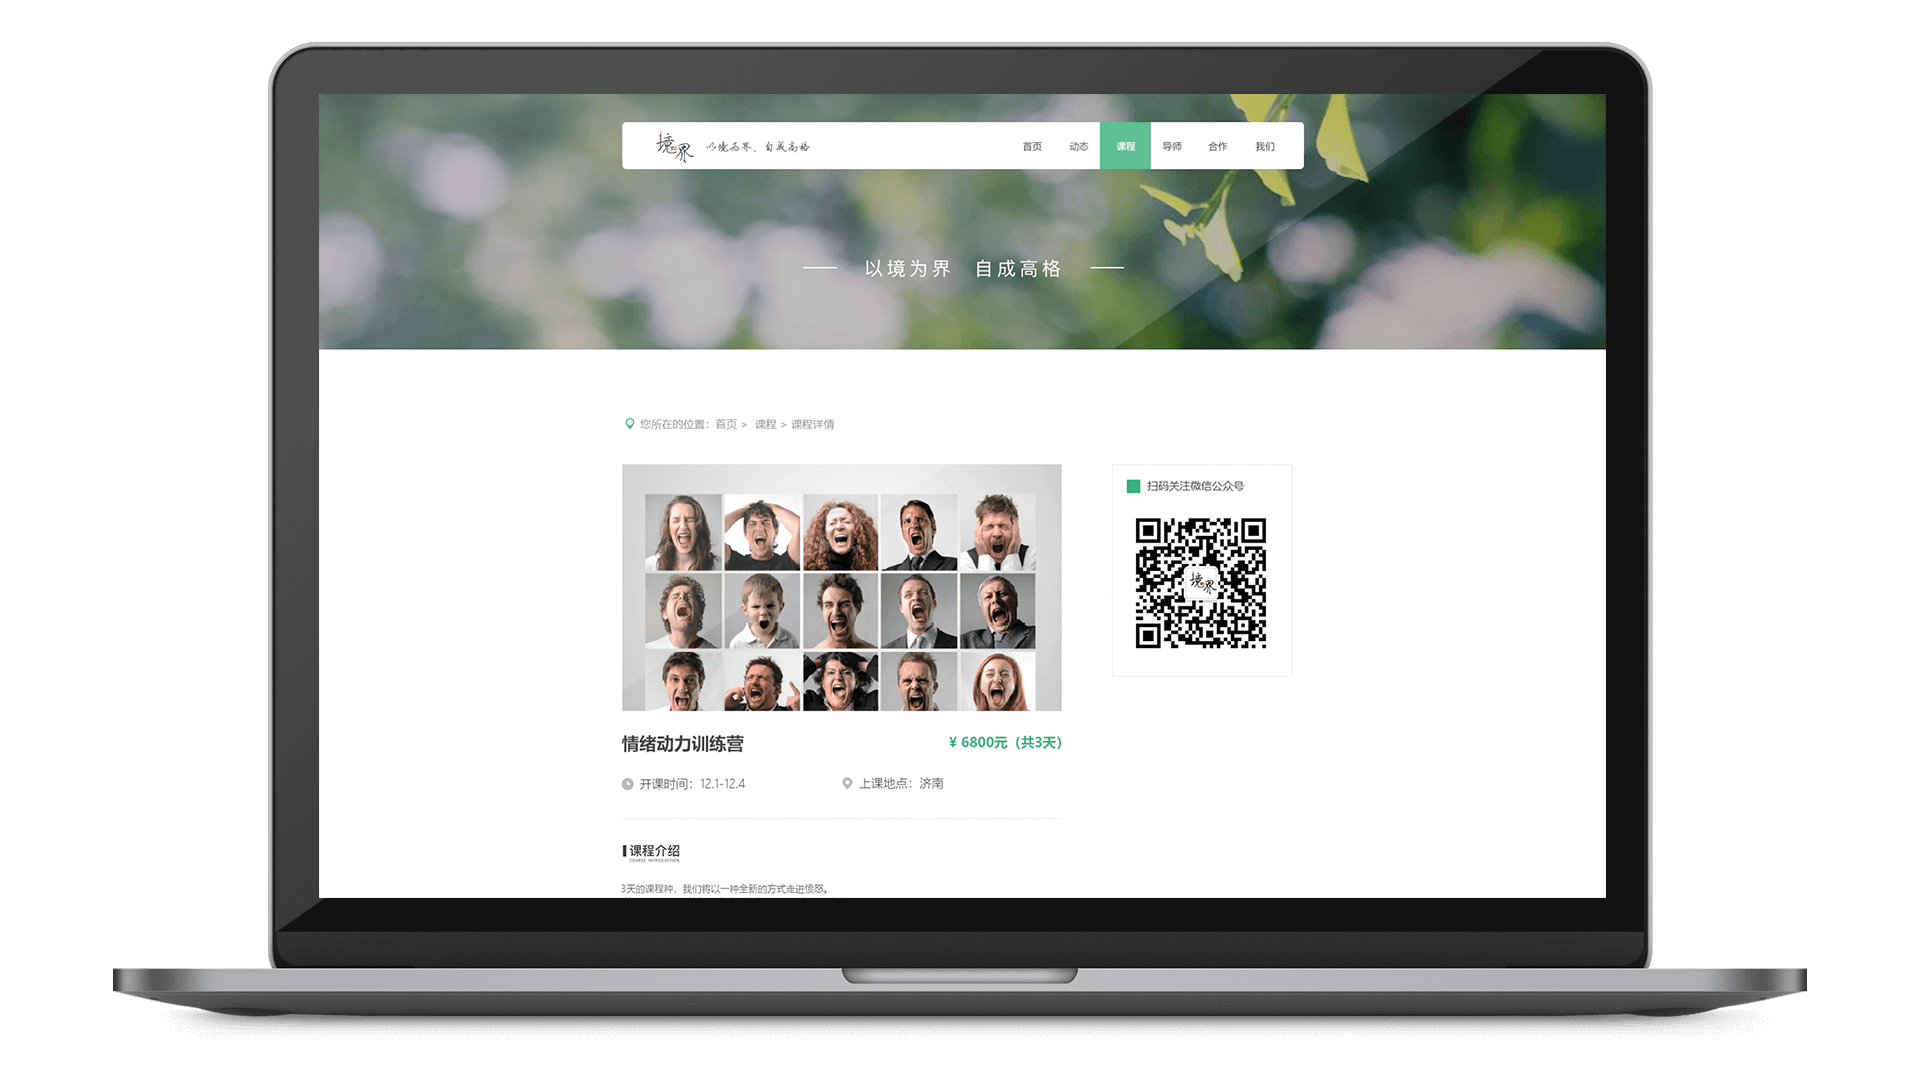 境界 以境为界,自成高格
首页 动态 课程 导师 合作 我们
以境为界 自成高格
您所在的位置：首页 > 课程 > 课程详情
扫码关注微信公众号
境界
情绪动力训练营
¥ 6800元（共3天）
开课时间：12.1-12.4
上课地点：济南
课程介绍
COURSE INTRODUCTION
3天的课程种，我们将以一种全新的方式走进愤怒。